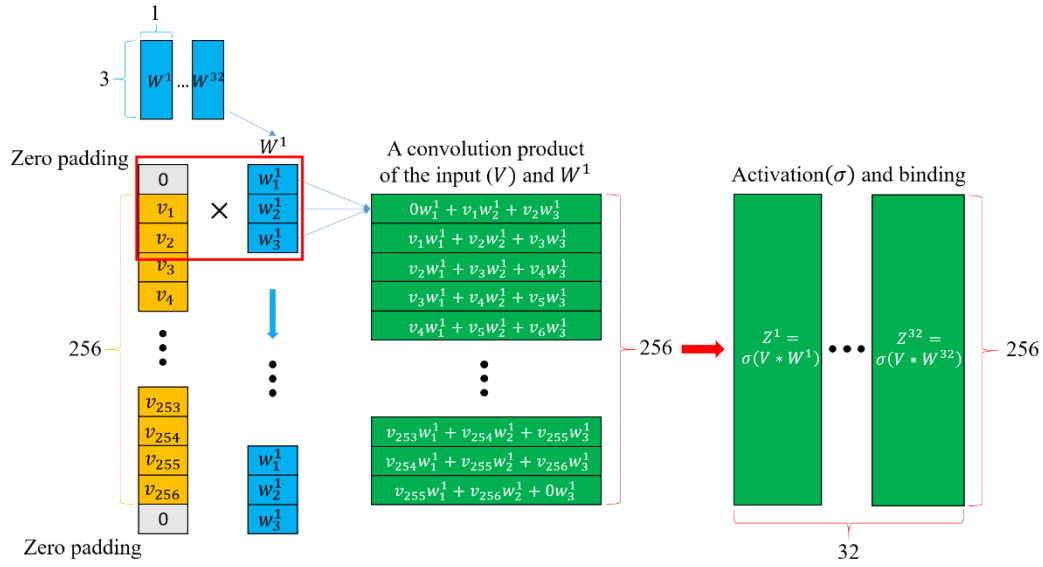 1
3
W¹ ... W³²
W¹
Zero padding
0
v₁
v₂
v₃
v₄
v₂₅₃
v₂₅₄
v₂₅₅
v₂₅₆
0
Zero padding
256
×
w₁¹
w₂¹
w₃¹
w₁¹
w₂¹
w₃¹
A convolution product
of the input (V) and W¹
0w₁¹ + v₁w₂¹ + v₂w₃¹
v₁w₁¹ + v₂w₂¹ + v₃w₃¹
v₂w₁¹ + v₃w₂¹ + v₄w₃¹
v₃w₁¹ + v₄w₂¹ + v₅w₃¹
v₄w₁¹ + v₅w₂¹ + v₆w₃¹
v₂₅₃w₁¹ + v₂₅₄w₂¹ + v₂₅₅w₃¹
v₂₅₄w₁¹ + v₂₅₅w₂¹ + v₂₅₆w₃¹
v₂₅₅w₁¹ + v₂₅₆w₂¹ + 0w₃¹
256
Activation(σ) and binding
Z¹ =
σ(V * W¹)
Z³² =
σ(V * W³²)
256
32